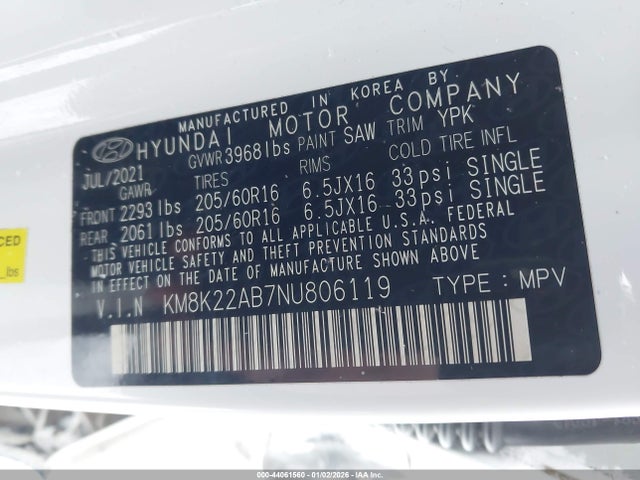 MANUFACTURED IN KOREA BY
HYUNDAI MOTOR COMPANY
JUL/2021 GVWR 3968 lbs PAINT SAW TRIM YPK
GAWR TIRES RIMS COLD TIRE INFL
FRONT 2293 lbs 205/60R16 6.5JX16 33 psi SINGLE
REAR 2061 lbs 205/60R16 6.5JX16 33 psi SINGLE
THIS VEHICLE CONFORMS TO ALL APPLICABLE U.S.A. FEDERAL
MOTOR VEHICLE SAFETY AND THEFT PREVENTION STANDARDS
IN EFFECT ON THE DATE OF MANUFACTURE SHOWN ABOVE.
V.I.N KM8K22AB7NU806119 TYPE : MPV
CED
lbs
000-44061560 - 01/02/2026 - IAA Inc.